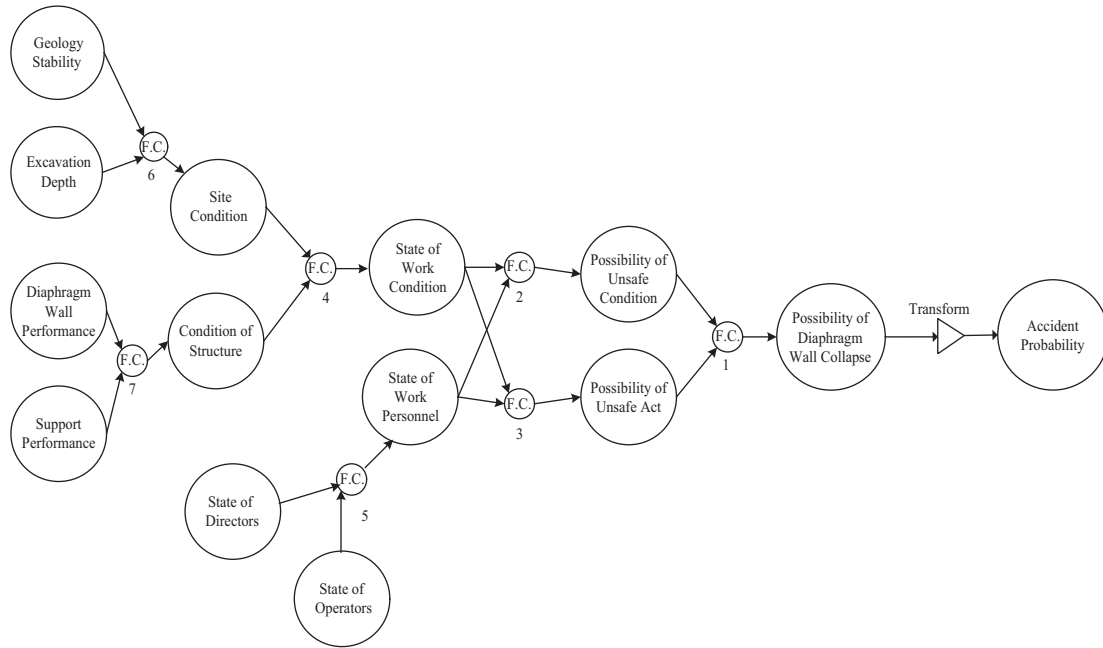 Geology
Stability
Excavation
Depth
F.C.
6
Site
Condition
Diaphragm
Wall
Performance
Support
Performance
F.C.
7
Condition of
Structure
F.C.
4
State of
Work
Condition
State of
Directors
State of
Operators
F.C.
5
State of
Work
Personnel
F.C.
2
F.C.
3
Possibility of
Unsafe
Condition
Possibility of
Unsafe Act
F.C.
1
Possibility of
Diaphragm
Wall Collapse
Transform
Accident
Probability